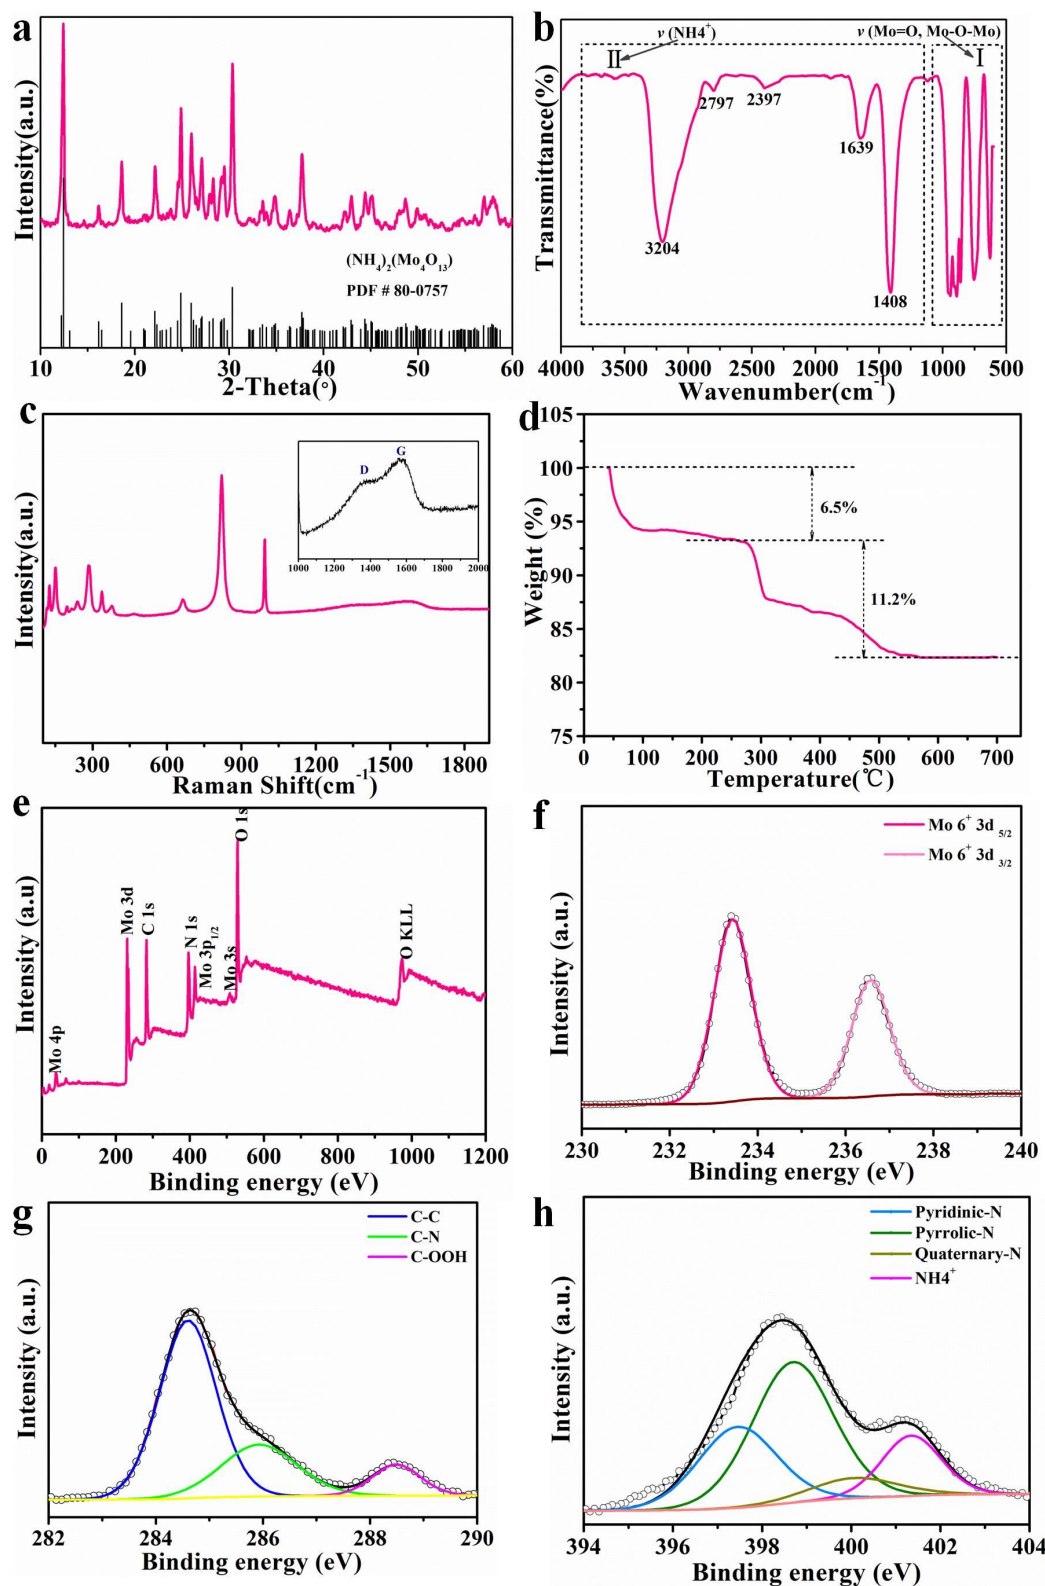 a
Intensity(a.u.)
(NH₄)₂(Mo₄O₁₃)
PDF # 80-0757
10 20 30 40 50 60
2-Theta(°)
b
ν (NH4⁺)
ν (Mo=O, Mo-O-Mo)
II
I
Transmittance(%)
2797
2397
1639
3204
1408
4000 3500 3000 2500 2000 1500 1000 500
Wavenumber(cm⁻¹)
c
Intensity(a.u.)
D
G
1000 1200 1400 1600 1800 2000
300 600 900 1200 1500 1800
Raman Shift(cm⁻¹)
d
Weight (%)
105
100
95
90
85
80
75
6.5%
11.2%
0 100 200 300 400 500 600 700
Temperature(℃)
e
Intensity (a.u)
Mo 4p
Mo 3d
C 1s
N 1s
Mo 3p₁/₂
Mo 3s
O 1s
O KLL
0 200 400 600 800 1000 1200
Binding energy (eV)
f
Intensity (a.u.)
Mo 6⁺ 3d ₅/₂
Mo 6⁺ 3d ₃/₂
230 232 234 236 238 240
Binding energy (eV)
g
Intensity (a.u.)
C-C
C-N
C-OOH
282 284 286 288 290
Binding energy (eV)
h
Intensity (a.u.)
Pyridinic-N
Pyrrolic-N
Quaternary-N
NH4⁺
394 396 398 400 402 404
Binding energy (eV)